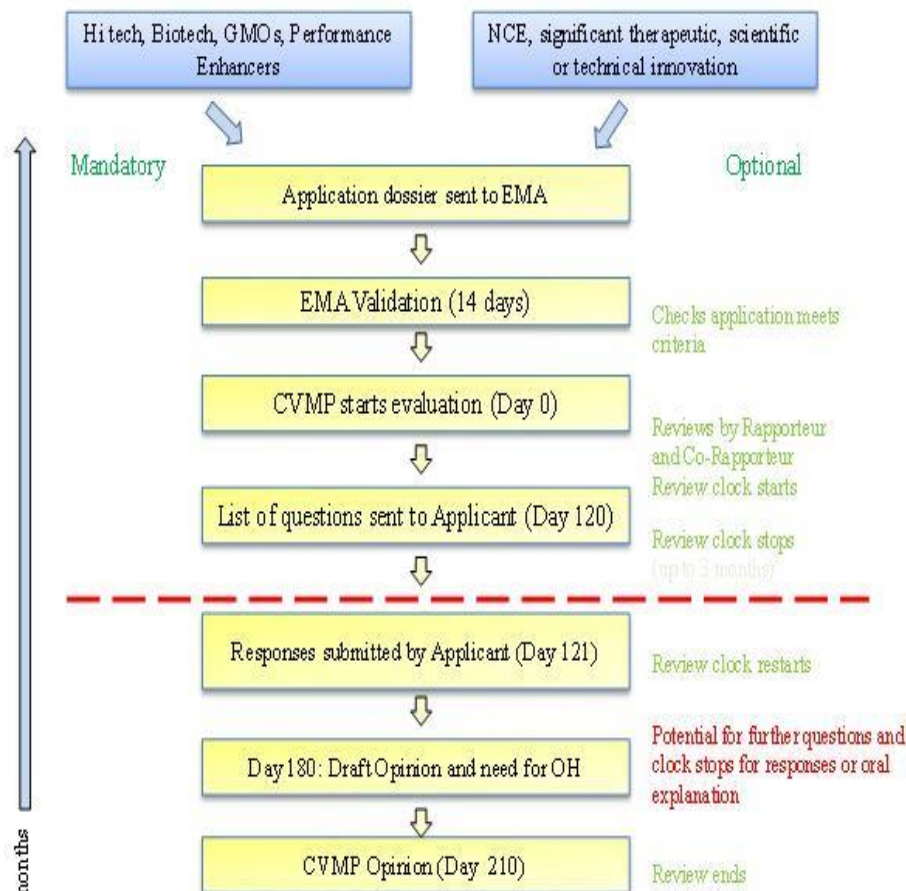 Hi tech, Biotech, GMOs, Performance
Enhancers
NCE, significant therapeutic, scientific
or technical innovation
Mandatory
Optional
Application dossier sent to EMA
EMA Validation (14 days)
Checks application meets
criteria
CVMP starts evaluation (Day 0)
Reviews by Rapporteur
and Co-Rapporteur
Review clock starts
List of questions sent to Applicant (Day 120)
Review clock stops
(up to 3 months)
Responses submitted by Applicant (Day 121)
Review clock restarts
Day 180: Draft Opinion and need for OH
Potential for further questions and
clock stops for responses or oral
explanation
CVMP Opinion (Day 210)
Review ends
months